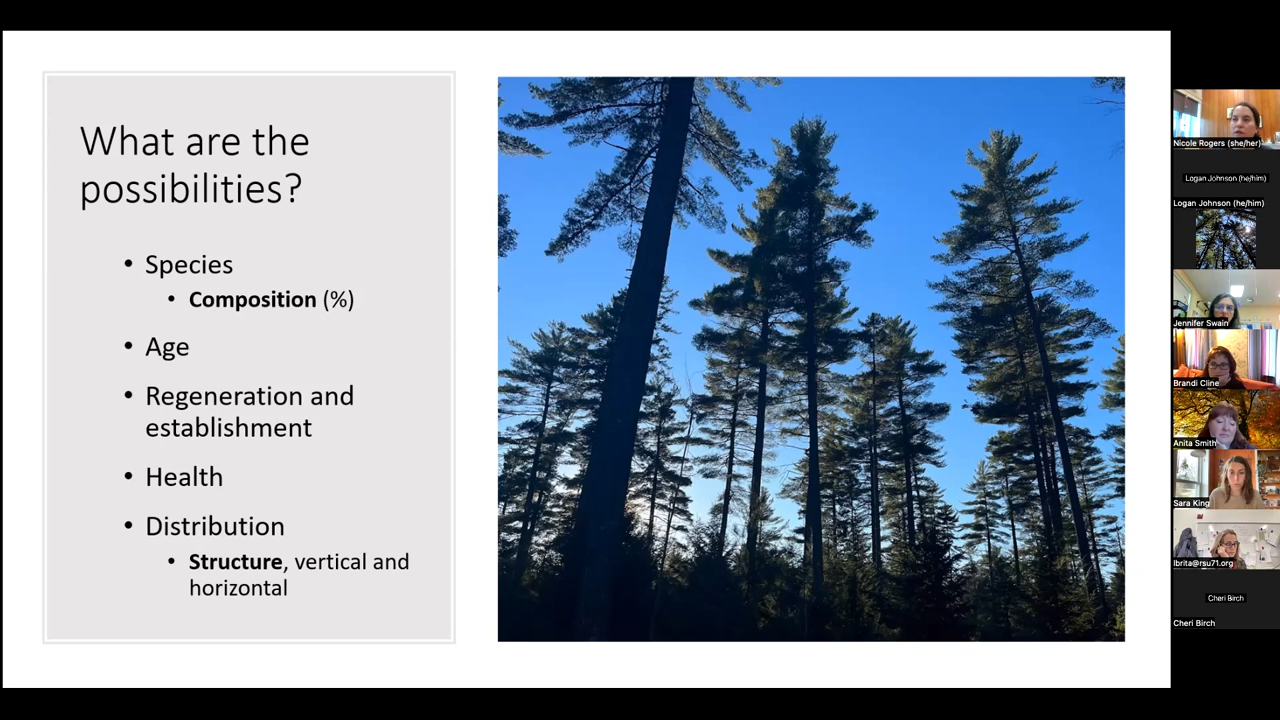 What are the
possibilities?
• Species
• Composition (%)
• Age
• Regeneration and
establishment
• Health
• Distribution
• Structure, vertical and
horizontal
Nicole Rogers (she/her)
Logan Johnson (he/him)
Logan Johnson (he/him)
Jennifer Swain
Brandi Cline
Anita Smith
Sara King
lbrita@rsu71.org
Cheri Birch
Cheri Birch